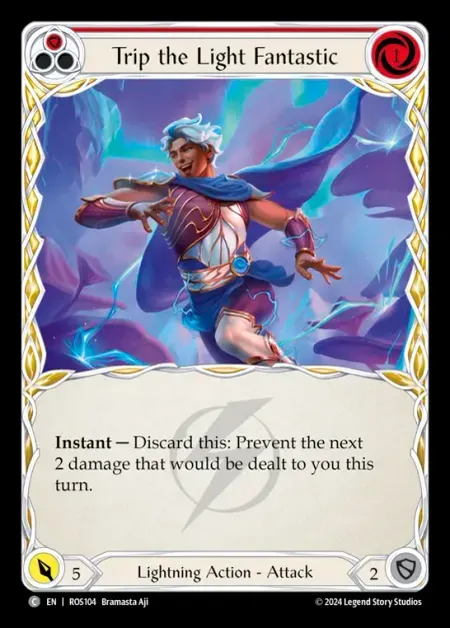 Trip the Light Fantastic
1
Instant — Discard this: Prevent the next
2 damage that would be dealt to you this
turn.
5
Lightning Action - Attack
2
C EN | ROS104 Bramasta Aji
© 2024 Legend Story Studios